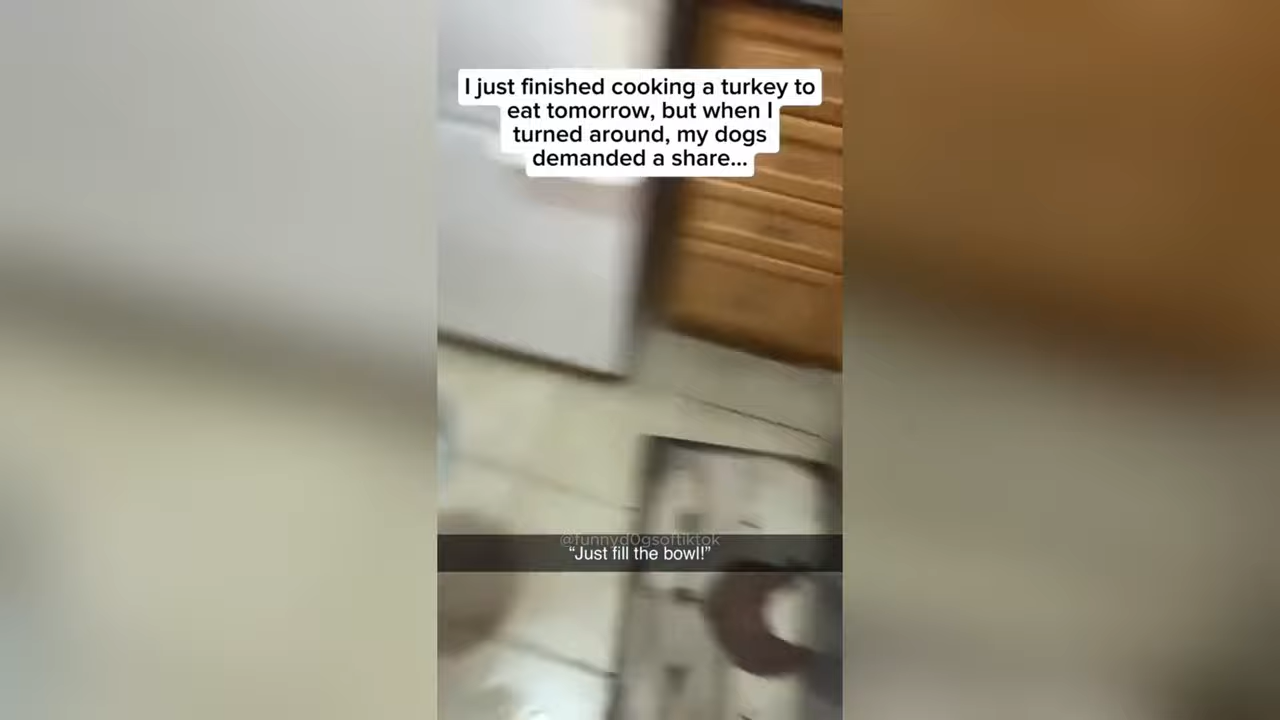 I just finished cooking a turkey to
eat tomorrow, but when I
turned around, my dogs
demanded a share...
@funnyd0gsoftiktok
“Just fill the bowl!”